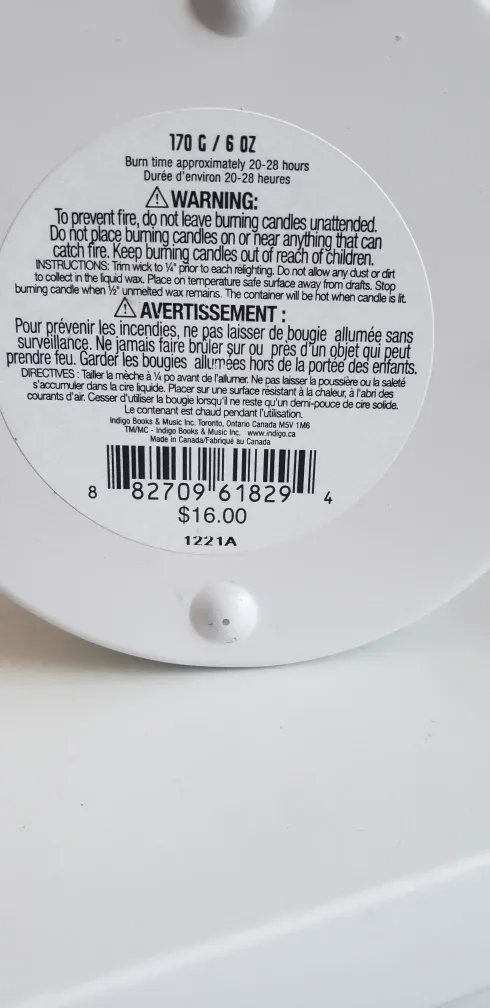 170 G / 6 OZ
Burn time approximately 20-28 hours
Durée d'environ 20-28 heures
⚠ WARNING:
To prevent fire, do not leave burning candles unattended.
Do not place burning candles on or near anything that can
catch fire. Keep burning candles out of reach of children.
INSTRUCTIONS: Trim wick to ¼" prior to each relighting. Do not allow any dust or dirt
to collect in the liquid wax. Place on temperature safe surface away from drafts. Stop
burning candle when ½" unmelted wax remains. The container will be hot when candle is lit.
⚠ AVERTISSEMENT :
Pour prévenir les incendies, ne pas laisser de bougie allumée sans
surveillance. Ne jamais faire brûler sur ou près d'un objet qui peut
prendre feu. Garder les bougies allumées hors de la portée des enfants.
DIRECTIVES : Tailler la mèche à ¼ po avant de l'allumer. Ne pas laisser la poussière ou la saleté
s'accumuler dans la cire liquide. Placer sur une surface résistant à la chaleur, à l'abri des
courants d'air. Cesser d'utiliser la bougie lorsqu'il ne reste qu'un demi-pouce de cire solide.
Le contenant est chaud pendant l'utilisation.
Indigo Books & Music Inc. Toronto, Ontario Canada M5V 1M6
TM/MC - Indigo Books & Music Inc. www.indigo.ca
Made in Canada/Fabriqué au Canada
8 82709 61829 4
$16.00
1221A